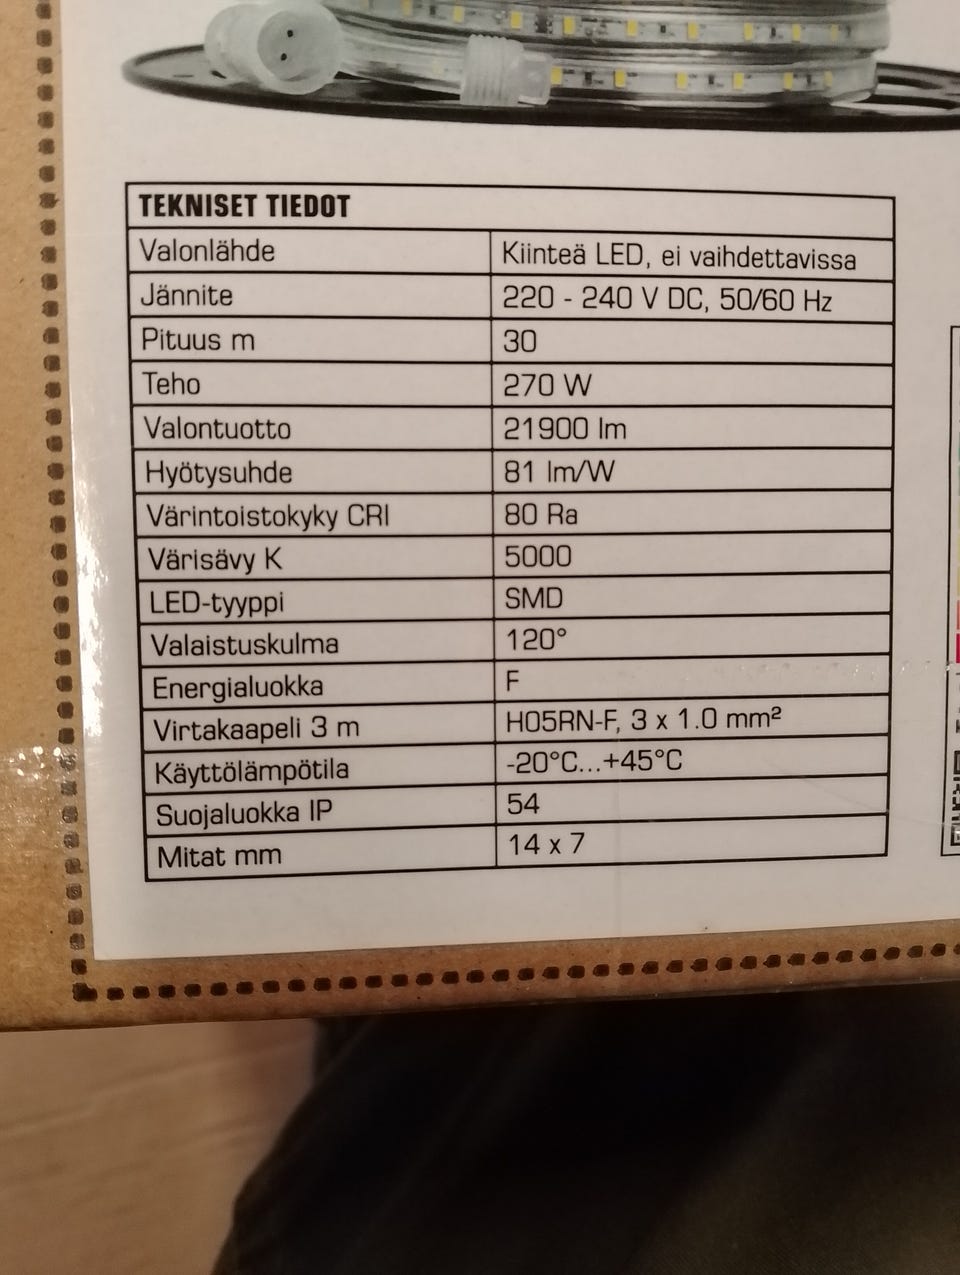 TEKNISET TIEDOT
Valonlähde Kiinteä LED, ei vaihdettavissa
Jännite 220 - 240 V DC, 50/60 Hz
Pituus m 30
Teho 270 W
Valontuotto 21900 lm
Hyötysuhde 81 lm/W
Värintoistokyky CRI 80 Ra
Värisävy K 5000
LED-tyyppi SMD
Valaistuskulma 120°
Energialuokka F
Virtakaapeli 3 m H05RN-F, 3 x 1.0 mm²
Käyttölämpötila -20°C...+45°C
Suojaluokka IP 54
Mitat mm 14 x 7